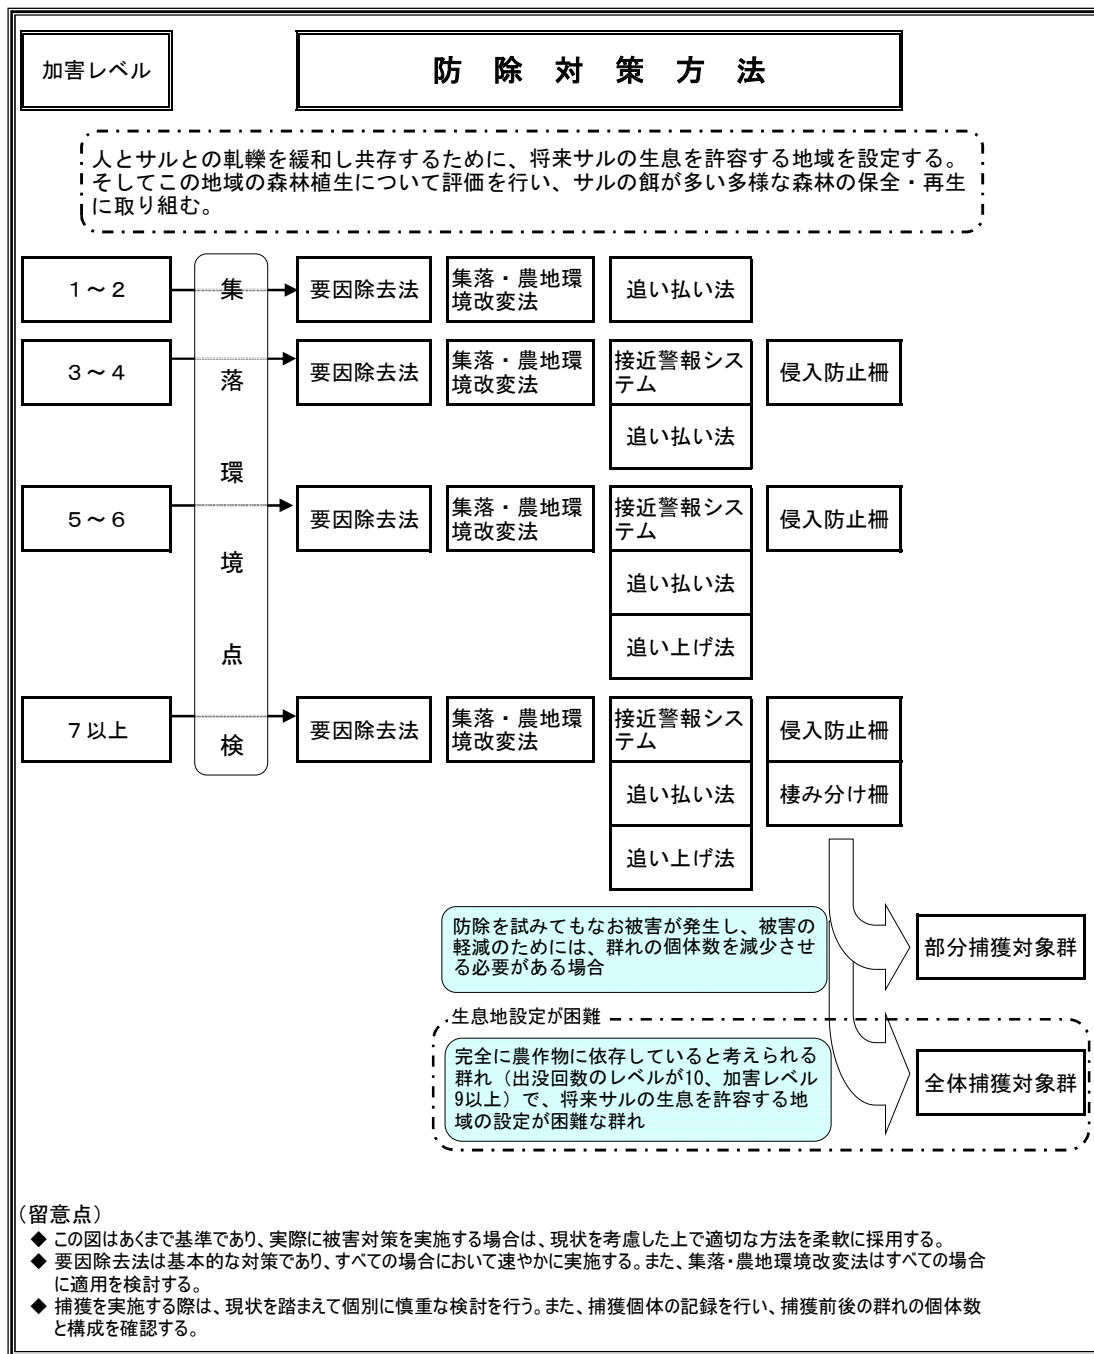 加害レベル
防除対策方法
人とサルとの軋轢を緩和し共存するために、将来サルの生息を許容する地域を設定する。
そしてこの地域の森林植生について評価を行い、サルの餌が多い多様な森林の保全・再生
に取り組む。
集
落
環
境
点
検
1～2
要因除去法
集落・農地環
境改変法
追い払い法
3～4
要因除去法
集落・農地環
境改変法
接近警報シス
テム
侵入防止柵
追い払い法
5～6
要因除去法
集落・農地環
境改変法
接近警報シス
テム
侵入防止柵
追い払い法
追い上げ法
7以上
要因除去法
集落・農地環
境改変法
接近警報シス
テム
侵入防止柵
追い払い法
棲み分け柵
追い上げ法
防除を試みてもなお被害が発生し、被害の
軽減のためには、群れの個体数を減少させ
る必要がある場合
部分捕獲対象群
生息地設定が困難
完全に農作物に依存していると考えられる
群れ（出没回数のレベルが10、加害レベル
9以上）で、将来サルの生息を許容する地
域の設定が困難な群れ
全体捕獲対象群
（留意点）
◆ この図はあくまで基準であり、実際に被害対策を実施する場合は、現状を考慮した上で適切な方法を柔軟に採用する。
◆ 要因除去法は基本的な対策であり、すべての場合において速やかに実施する。また、集落・農地環境改変法はすべての場合
に適用を検討する。
◆ 捕獲を実施する際は、現状を踏まえて個別に慎重な検討を行う。また、捕獲個体の記録を行い、捕獲前後の群れの個体数
と構成を確認する。